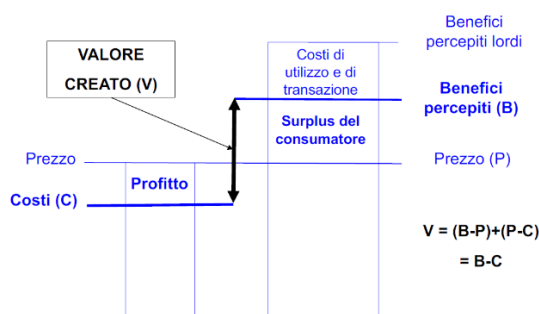 Benefici
percepiti lordi
VALORE
CREATO (V)
Costi di
utilizzo e di
transazione
Benefici
percepiti (B)
Surplus del
consumatore
Prezzo
Prezzo (P)
Profitto
Costi (C)
V = (B-P)+(P-C)
= B-C